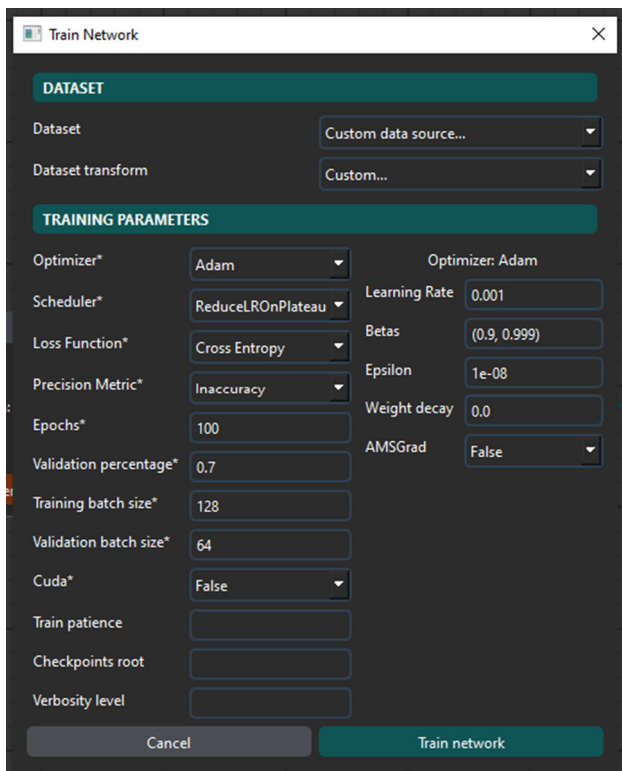 Train Network
DATASET
Dataset
Custom data source...
Dataset transform
Custom...
TRAINING PARAMETERS
Optimizer*
Adam
Scheduler*
ReduceLROnPlateau
Loss Function*
Cross Entropy
Precision Metric*
Inaccuracy
Epochs*
100
Validation percentage*
0.7
Training batch size*
128
Validation batch size*
64
Cuda*
False
Train patience
Checkpoints root
Verbosity level
Optimizer: Adam
Learning Rate
0.001
Betas
(0.9, 0.999)
Epsilon
1e-08
Weight decay
0.0
AMSGrad
False
Cancel
Train network